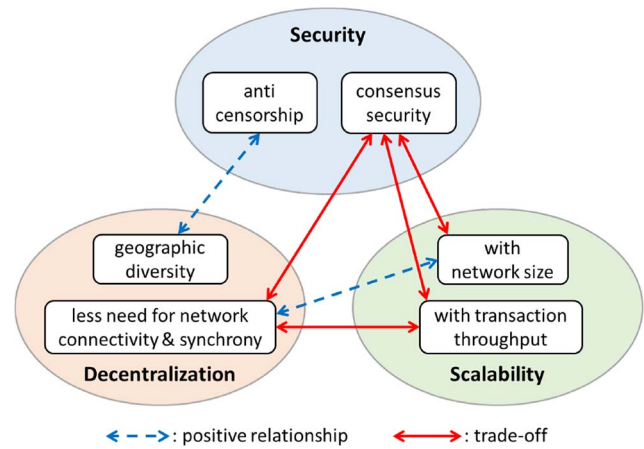 Security
anti
censorship
consensus
security
geographic
diversity
less need for network
connectivity & synchrony
Decentralization
with
network size
with transaction
throughput
Scalability
: positive relationship
: trade-off